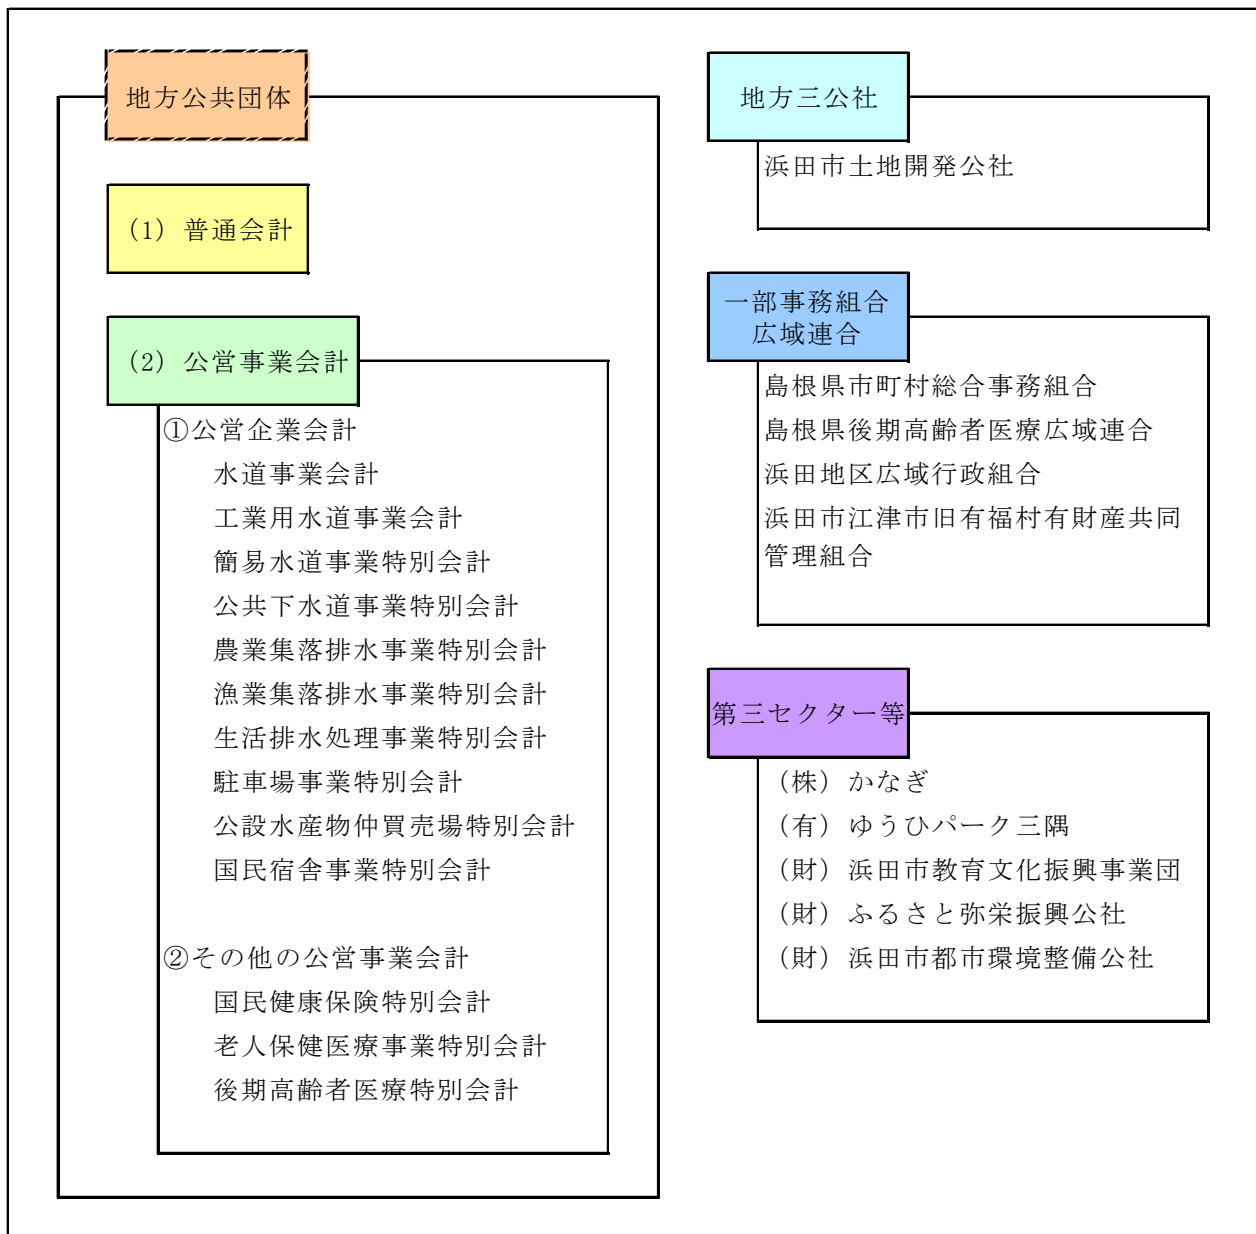 地方公共団体
(1) 普通会計
(2) 公営事業会計
①公営企業会計
水道事業会計
工業用水道事業会計
簡易水道事業特別会計
公共下水道事業特別会計
農業集落排水事業特別会計
漁業集落排水事業特別会計
生活排水処理事業特別会計
駐車場事業特別会計
公設水産物仲買売場特別会計
国民宿舎事業特別会計
②その他の公営事業会計
国民健康保険特別会計
老人保健医療事業特別会計
後期高齢者医療特別会計
地方三公社
浜田市土地開発公社
一部事務組合
広域連合
島根県市町村総合事務組合
島根県後期高齢者医療広域連合
浜田地区広域行政組合
浜田市江津市旧有福村有財産共同
管理組合
第三セクター等
（株）かなぎ
（有）ゆうひパーク三隅
（財）浜田市教育文化振興事業団
（財）ふるさと弥栄振興公社
（財）浜田市都市環境整備公社